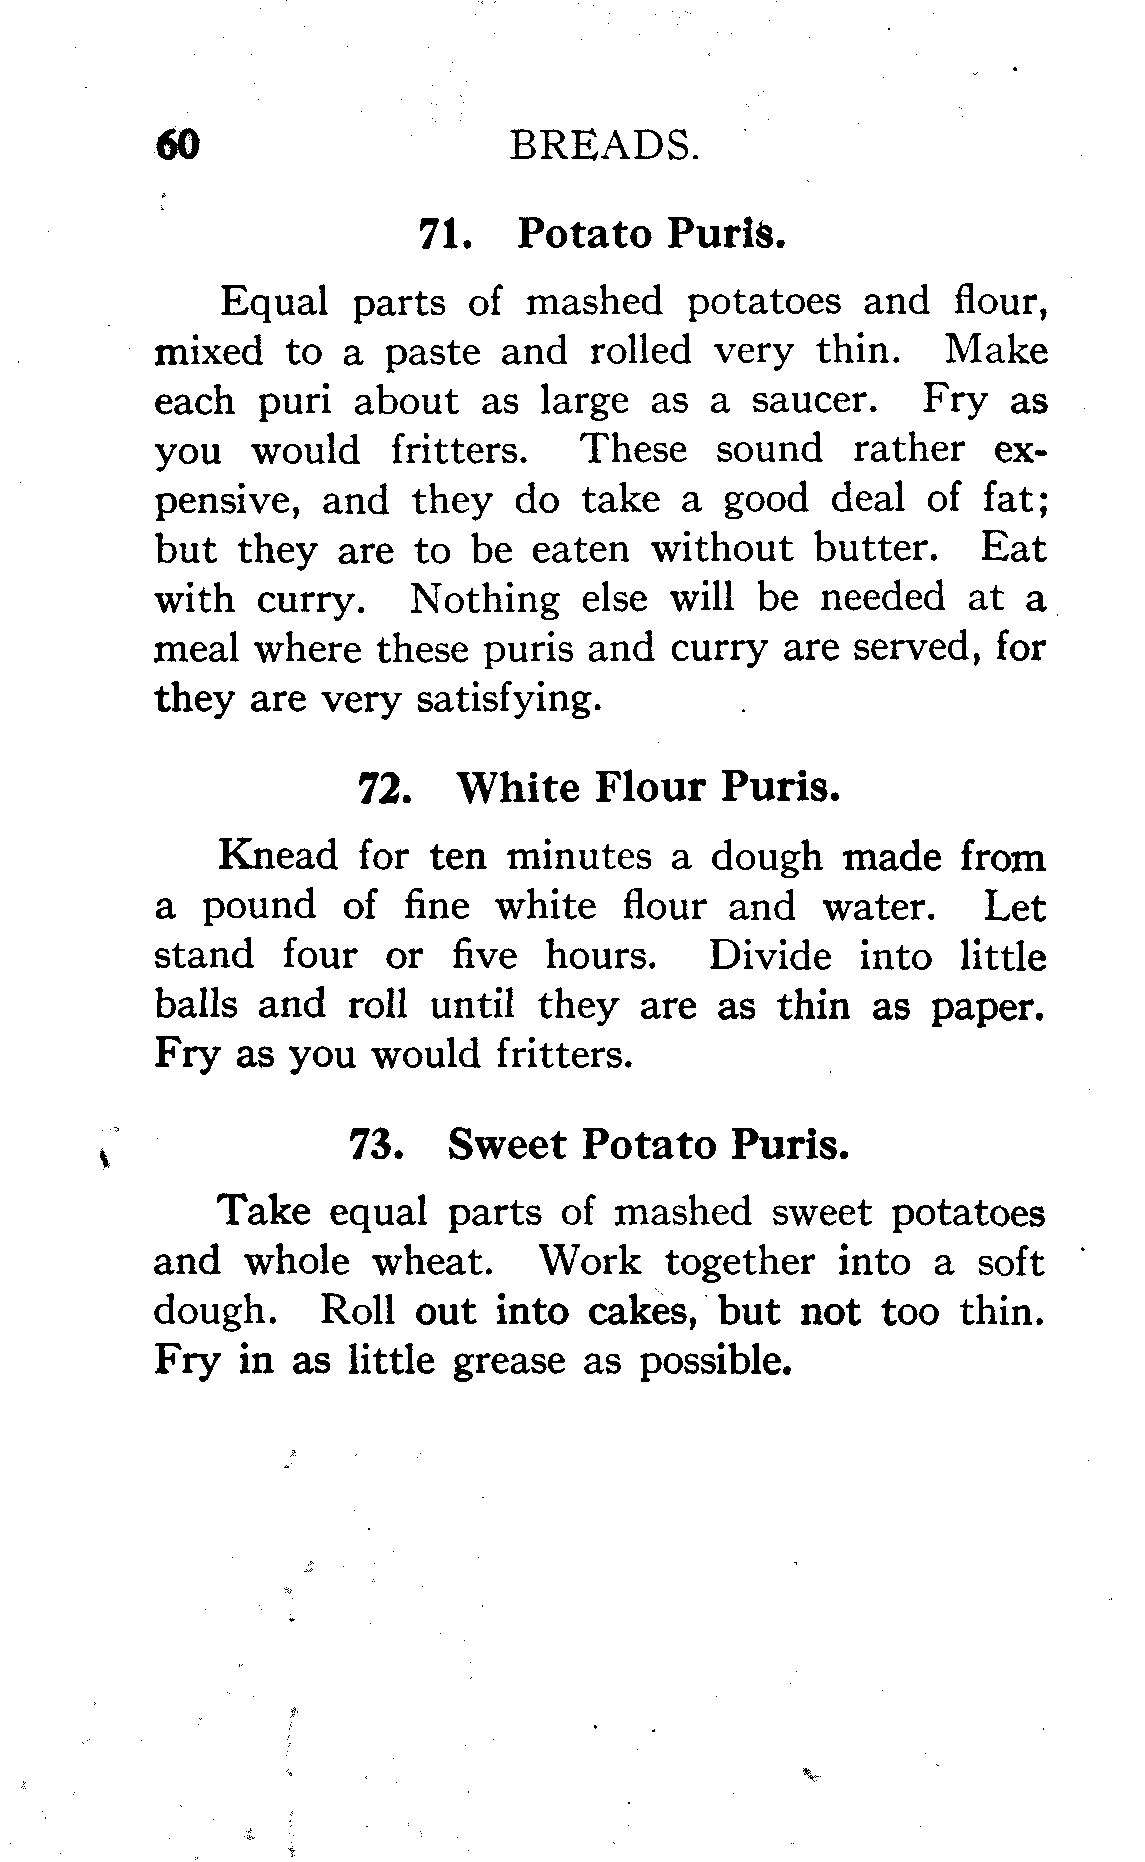 60 BREADS.
71. Potato Puris.
Equal parts of mashed potatoes and flour,
mixed to a paste and rolled very thin. Make
each puri about as large as a saucer. Fry as
you would fritters. These sound rather ex-
pensive, and they do take a good deal of fat;
but they are to be eaten without butter. Eat
with curry. Nothing else will be needed at a
meal where these puris and curry are served, for
they are very satisfying.
72. White Flour Puris.
Knead for ten minutes a dough made from
a pound of fine white flour and water. Let
stand four or five hours. Divide into little
balls and roll until they are as thin as paper.
Fry as you would fritters.
73. Sweet Potato Puris.
Take equal parts of mashed sweet potatoes
and whole wheat. Work together into a soft
dough. Roll out into cakes, but not too thin.
Fry in as little grease as possible.